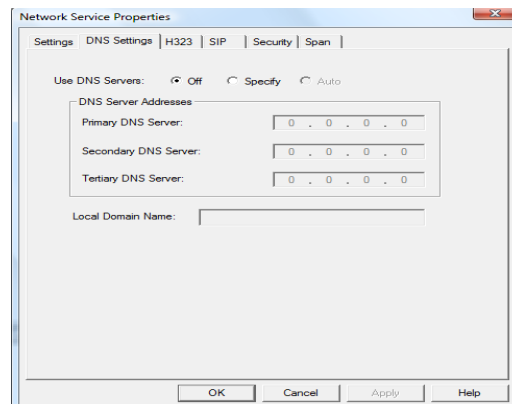 Network Service Properties
Settings DNS Settings H323 SIP Security Span
Use DNS Servers: Off Specify Auto
DNS Server Addresses
Primary DNS Server: 0 . 0 . 0 . 0
Secondary DNS Server: 0 . 0 . 0 . 0
Tertiary DNS Server: 0 . 0 . 0 . 0
Local Domain Name:
OK Cancel Apply Help